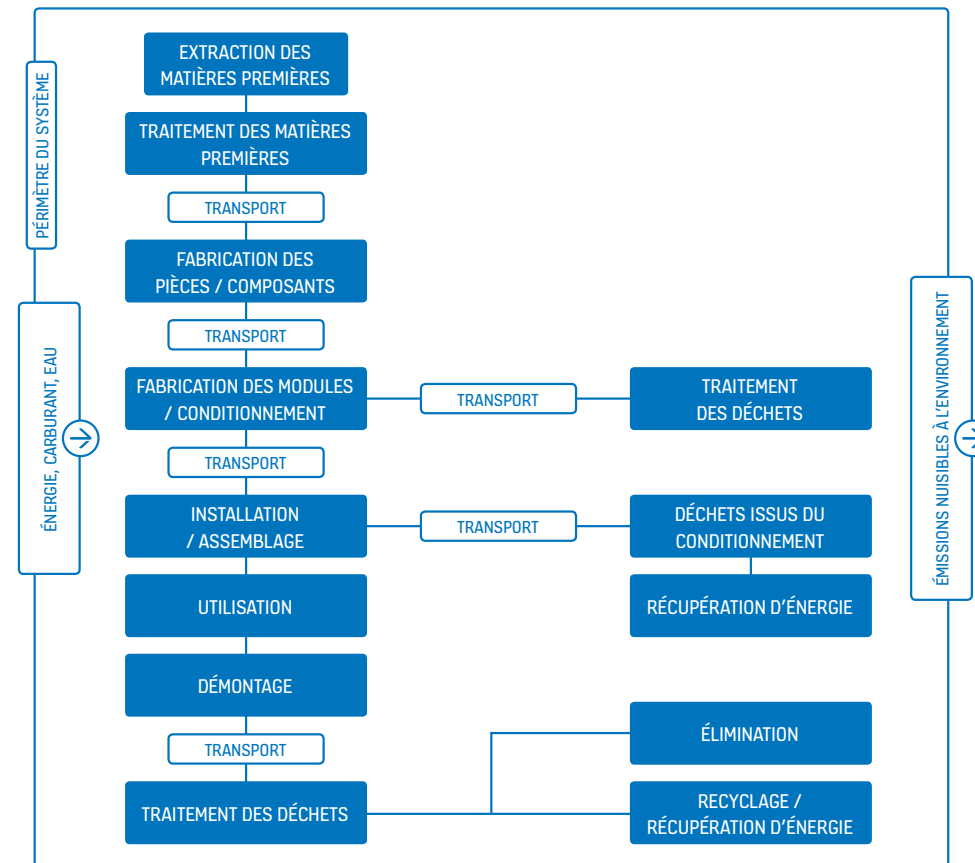 PÉRIMÈTRE DU SYSTÈME
ÉNERGIE, CARBURANT, EAU
EXTRACTION DES
MATIÈRES PREMIÈRES
TRAITEMENT DES MATIÈRES
PREMIÈRES
TRANSPORT
FABRICATION DES
PIÈCES / COMPOSANTS
TRANSPORT
FABRICATION DES MODULES
/ CONDITIONNEMENT
TRANSPORT
TRAITEMENT
DES DÉCHETS
TRANSPORT
INSTALLATION
/ ASSEMBLAGE
TRANSPORT
DÉCHETS ISSUS DU
CONDITIONNEMENT
UTILISATION
RÉCUPÉRATION D'ÉNERGIE
DÉMONTAGE
TRANSPORT
ÉLIMINATION
TRAITEMENT DES DÉCHETS
RECYCLAGE /
RÉCUPÉRATION D'ÉNERGIE
ÉMISSIONS NUISIBLES À L'ENVIRONNEMENT